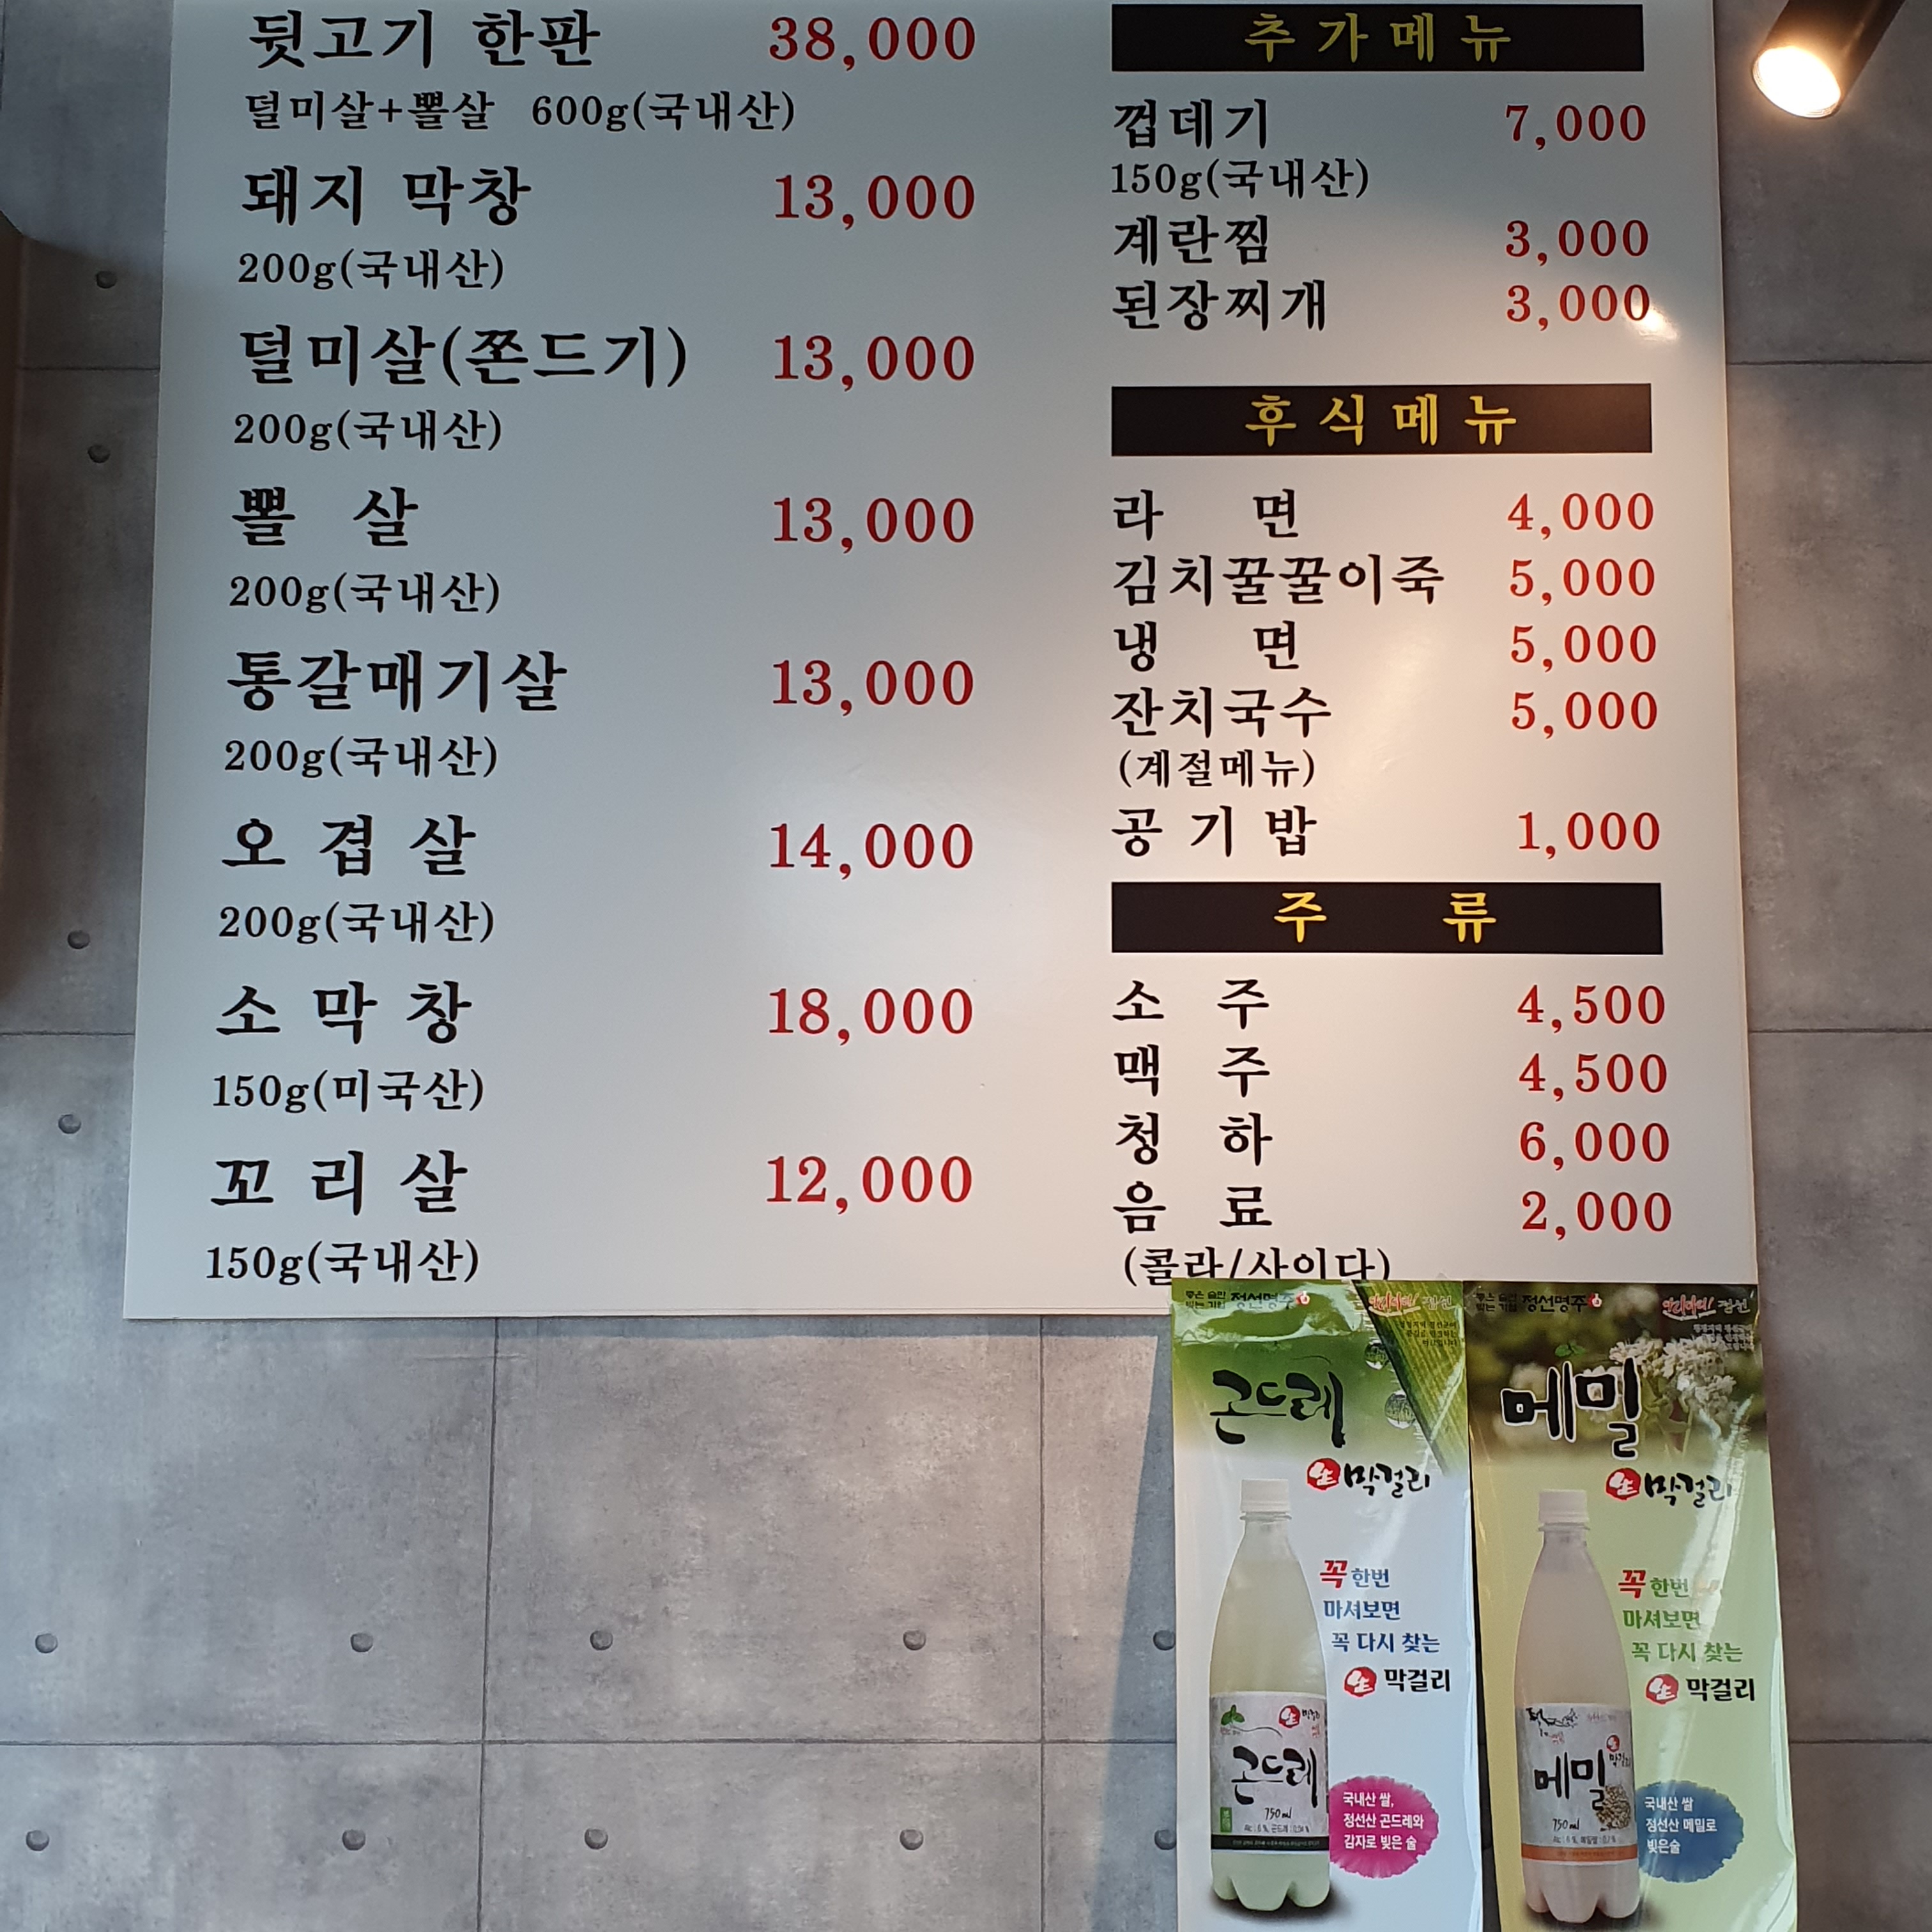 뒷고기 한판 38,000
덜미살+뽈살 600g(국내산)
돼지 막창 13,000
200g(국내산)
덜미살(쫀드기) 13,000
200g(국내산)
뽈 살 13,000
200g(국내산)
통갈매기살 13,000
200g(국내산)
오겹살 14,000
200g(국내산)
소막창 18,000
150g(미국산)
꼬리살 12,000
150g(국내산)
추가메뉴
껍데기 7,000
150g(국내산)
계란찜 3,000
된장찌개 3,000
후식메뉴
라 면 4,000
김치꿀꿀이죽 5,000
냉 면 5,000
잔치국수 5,000
(계절메뉴)
공기밥 1,000
주 류
소 주 4,500
맥 주 4,500
청 하 6,000
음 료 2,000
(콜라/사이다)
정선명주
곤드레
生막걸리
꼭 한번
마셔보면
꼭 다시 찾는
生 막걸리
곤드레
750ml
국내산 쌀,
정선산 곤드레와
감자로 빚은 술
정선명주
메밀
生막걸리
꼭 한번
마셔보면
꼭 다시 찾는
生 막걸리
메밀
750ml
국내산 쌀
정선산 메밀로
빚은술